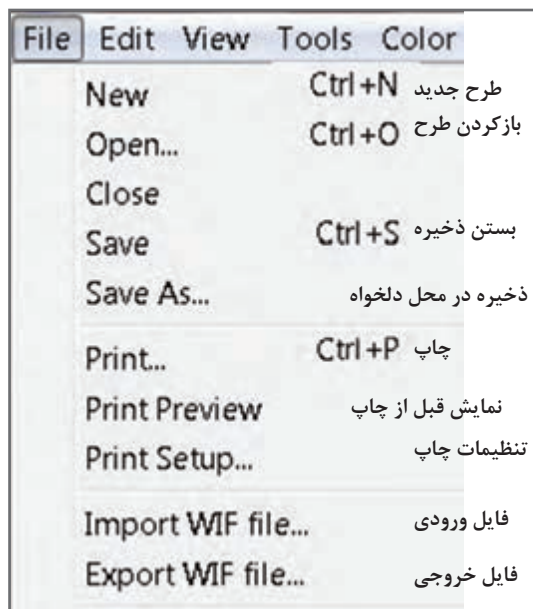 File Edit View Tools Color
New Ctrl+N طرح جدید
Open... Ctrl+O بازکردن طرح
Close
Save Ctrl+S بستن ذخیره
Save As... ذخیره در محل دلخواه
Print... Ctrl+P چاپ
Print Preview نمایش قبل از چاپ
Print Setup... تنظیمات چاپ
Import WIF file... فایل ورودی
Export WIF file... فایل خروجی